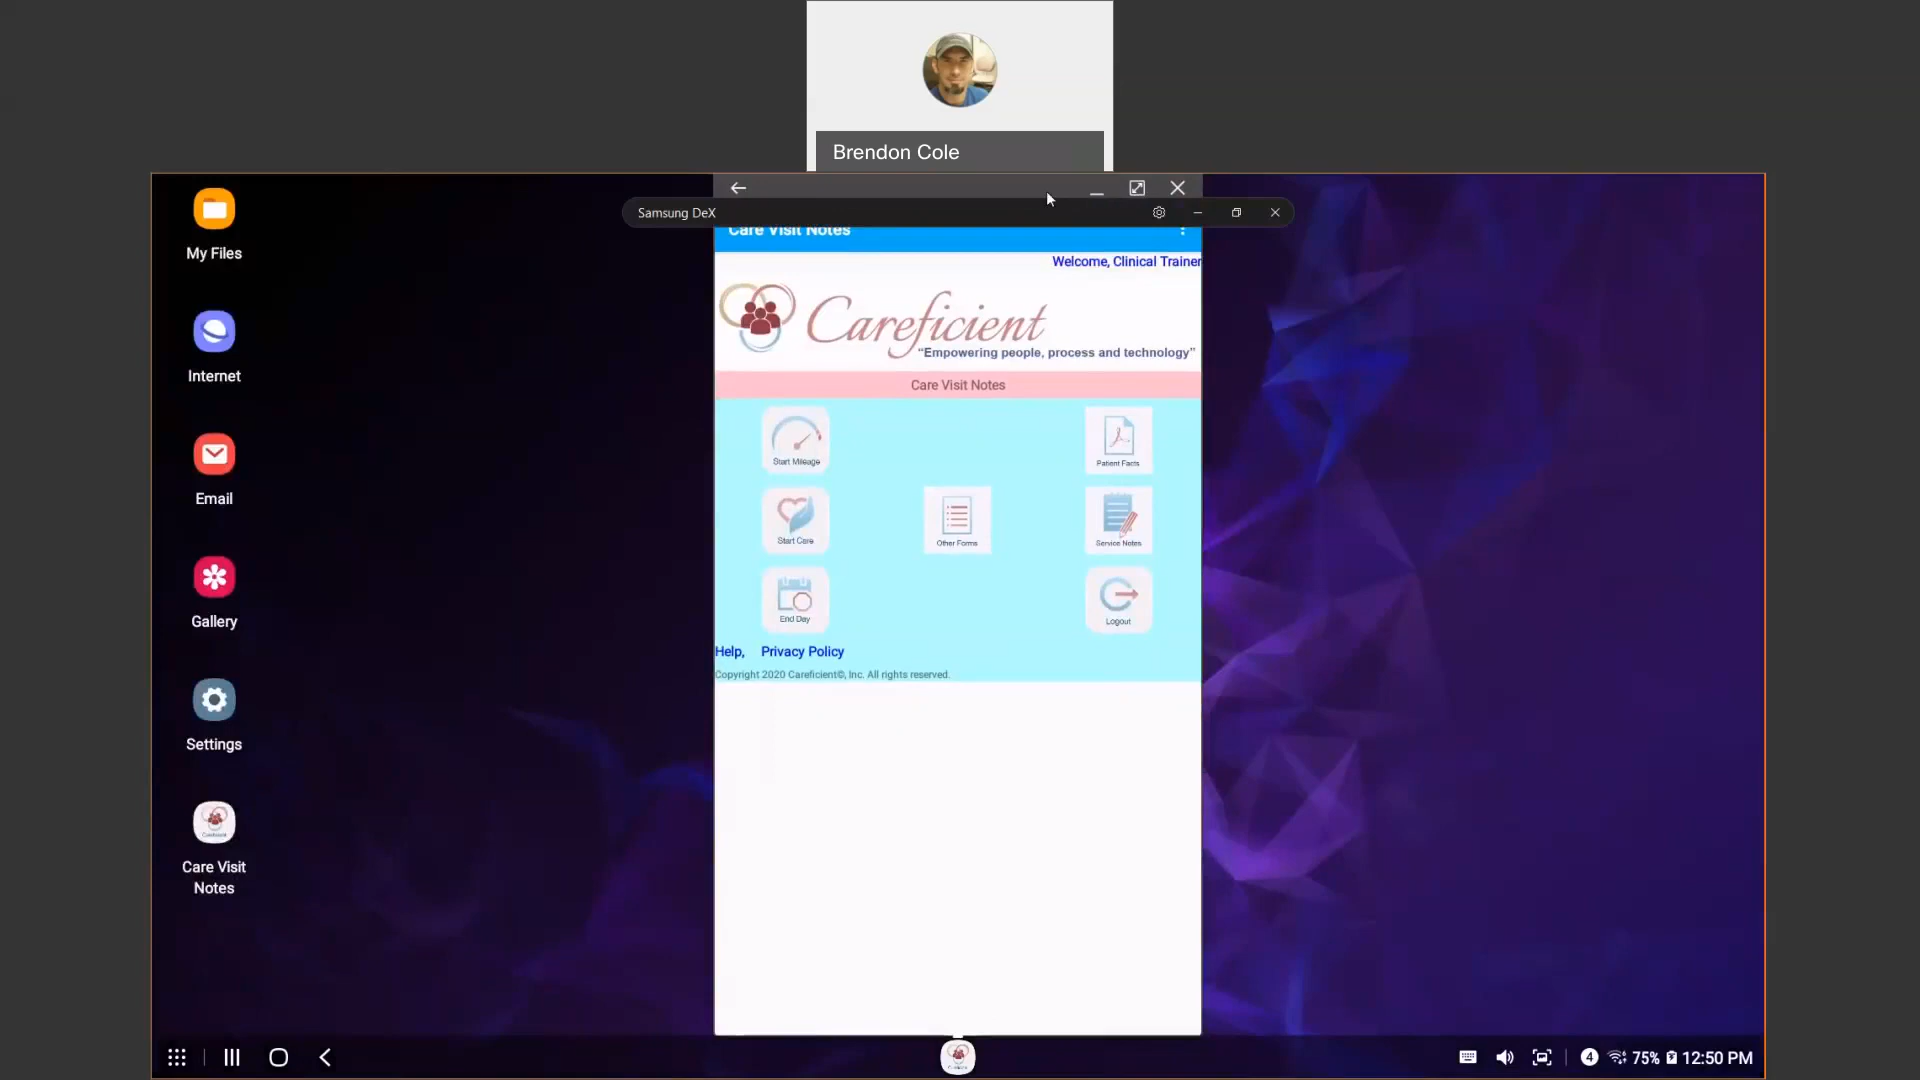 Brendon Cole
Samsung DeX
Care Visit Notes
Welcome, Clinical Trainer
Careficient
“Empowering people, process and technology”
Care Visit Notes
Start Mileage
Patient Facts
Start Care
Other Forms
Service Notes
End Day
Logout
Help, Privacy Policy
Copyright 2020 Careficient©, Inc. All rights reserved.
My Files
Internet
Email
Gallery
Settings
Care Visit
Notes
4 75% 12:50 PM